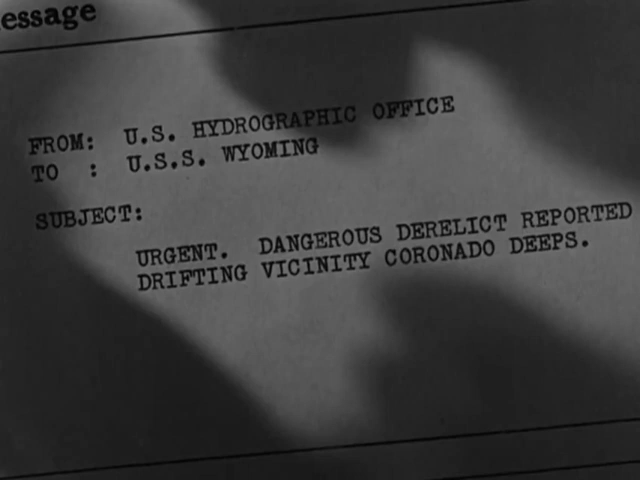 essage
FROM: U.S. HYDROGRAPHIC OFFICE
TO : U.S.S. WYOMING
SUBJECT:
URGENT. DANGEROUS DERELICT REPORTED
DRIFTING VICINITY CORONADO DEEPS.